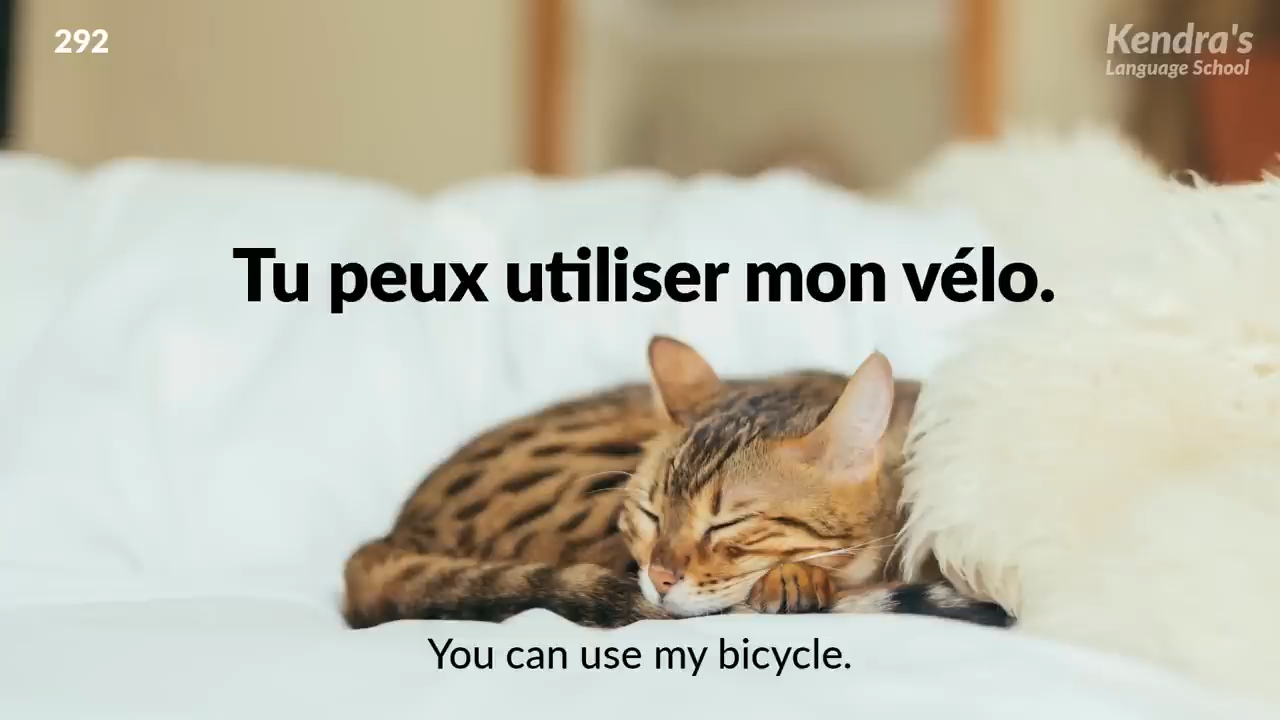 292
Kendra's
Language School
Tu peux utiliser mon vélo.
You can use my bicycle.